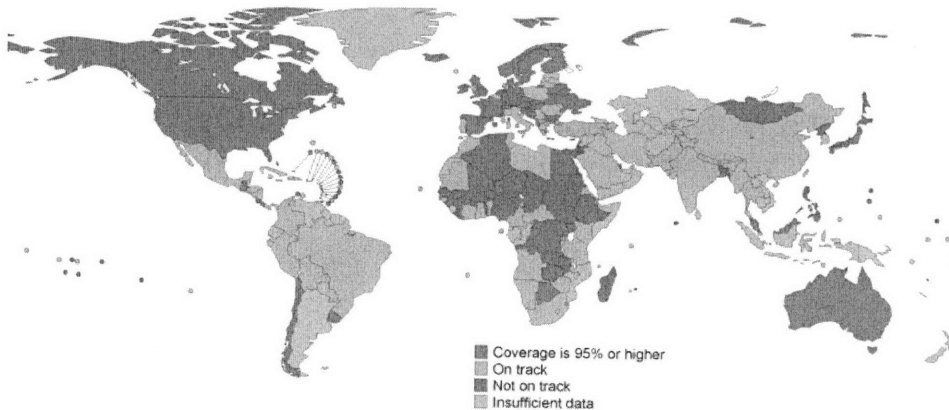 Coverage is 95% or higher
On track
Not on track
Insufficient data